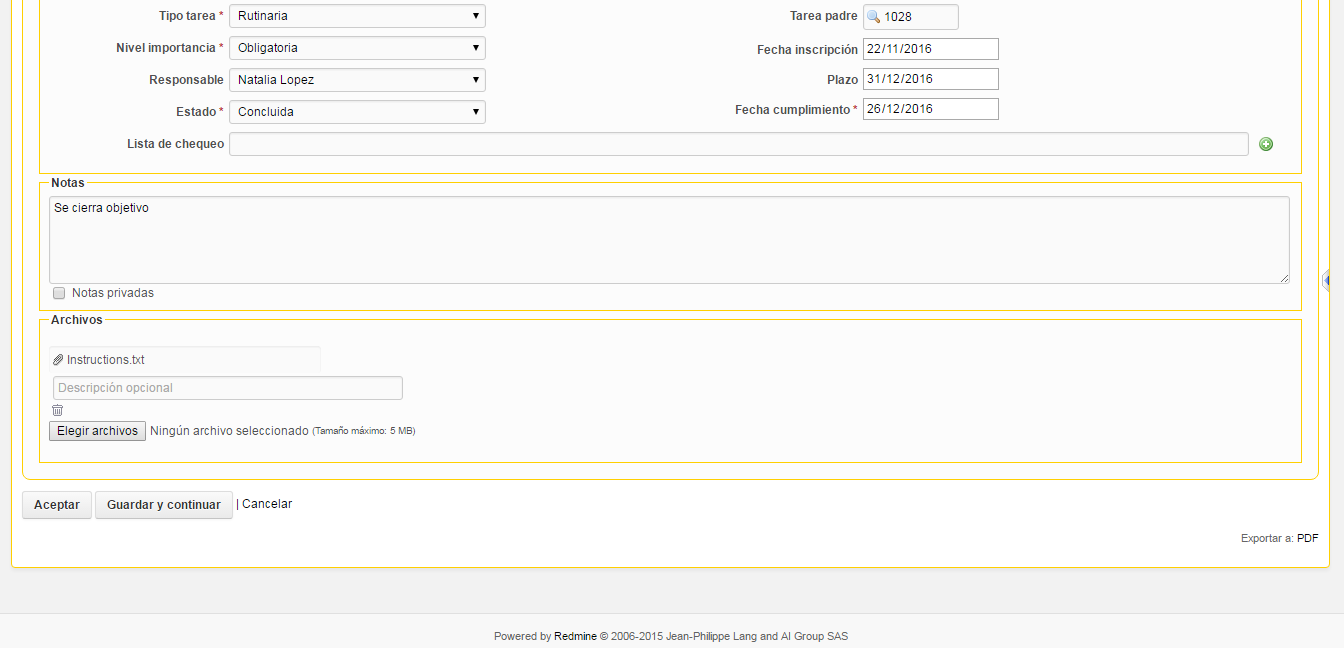 Tipo tarea * Rutinaria Tarea padre 1028
Nivel importancia * Obligatoria Fecha inscripción 22/11/2016
Responsable Natalia Lopez Plazo 31/12/2016
Estado * Concluida Fecha cumplimiento * 26/12/2016
Lista de chequeo
Notas
Se cierra objetivo
Notas privadas
Archivos
Instructions.txt
Descripción opcional
Elegir archivos Ningún archivo seleccionado (Tamaño máximo: 5 MB)
Aceptar Guardar y continuar | Cancelar
Exportar a: PDF
Powered by Redmine © 2006-2015 Jean-Philippe Lang and AI Group SAS